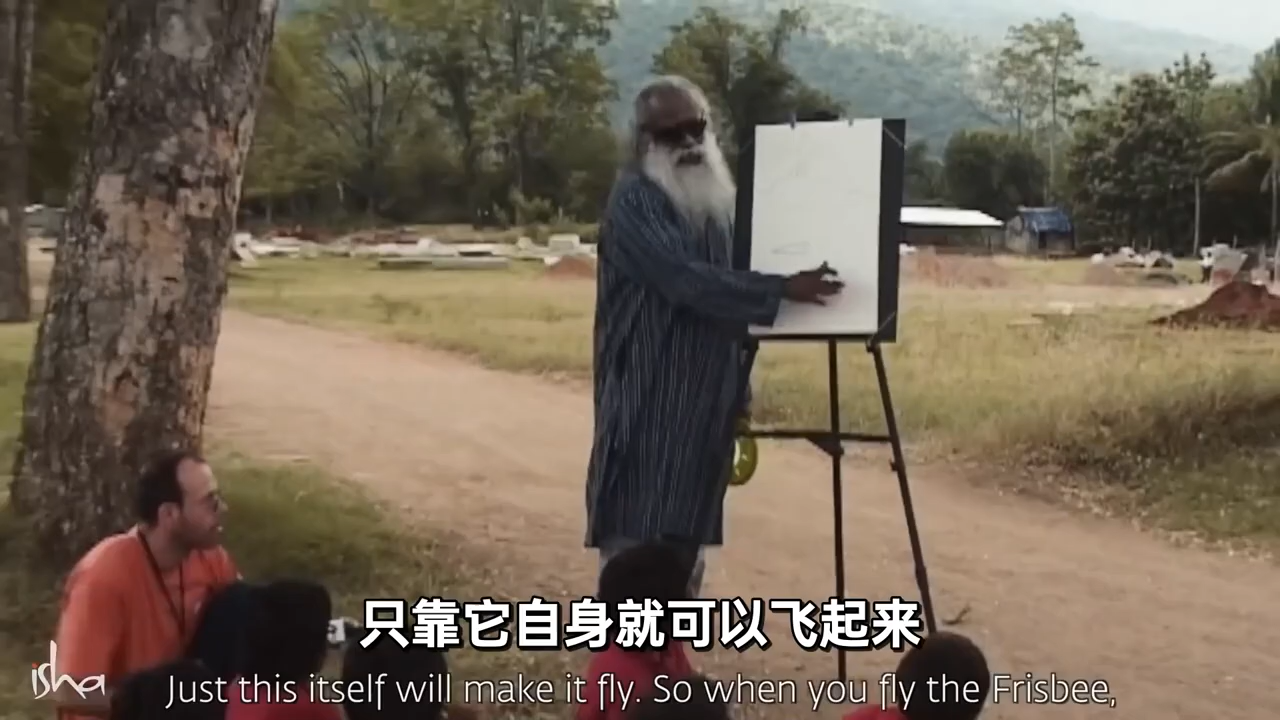 只靠它自身就可以飞起来
isha
Just this itself will make it fly. So when you fly the Frisbee,